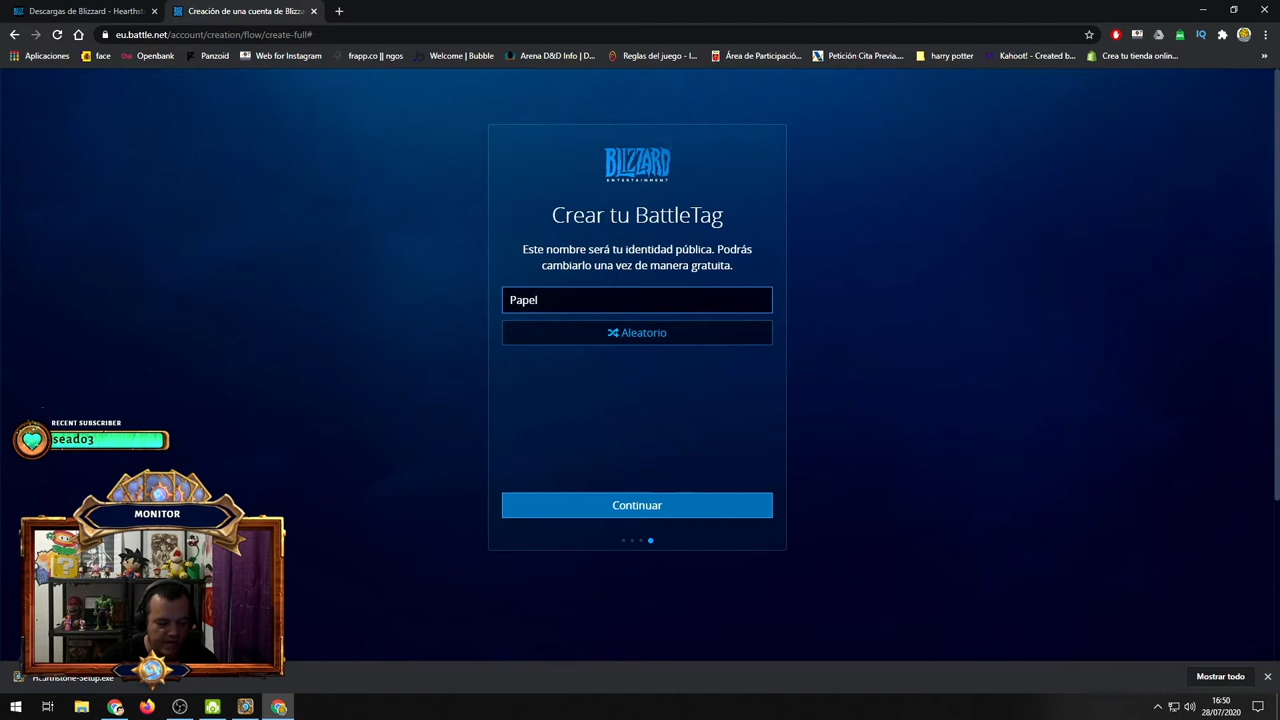 Descargas de Blizzard - Hearthst
Creación de una cuenta de Blizza
eu.battle.net/account/creation/flow/create-full#
Aplicaciones
face
Openbank
Panzoid
Web for Instagram
frapp.co || ngos
Welcome | Bubble
Arena D&D Info | D...
Reglas del juego - I...
Área de Participació...
Petición Cita Previa...
harry potter
Kahoot! - Created b...
Crea tu tienda onlin...
»
BLIZZARD
ENTERTAINMENT
Crear tu BattleTag
Este nombre será tu identidad pública. Podrás
cambiarlo una vez de manera gratuita.
Papel
Aleatorio
Continuar
RECENT SUBSCRIBER
seado3
MONITOR
Hearthstone-Setup.exe
Mostrar todo
16:50
28/07/2020